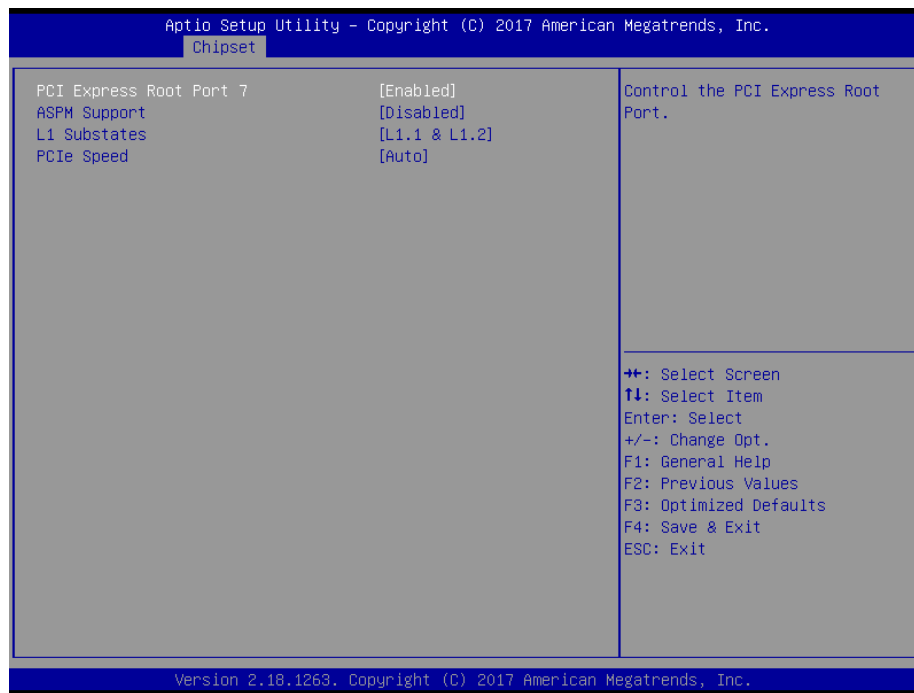 Aptio Setup Utility – Copyright (C) 2017 American Megatrends, Inc.
Chipset
PCI Express Root Port 7 [Enabled]
ASPM Support [Disabled]
L1 Substates [L1.1 & L1.2]
PCIe Speed [Auto]
Control the PCI Express Root
Port.
→←: Select Screen
↑↓: Select Item
Enter: Select
+/-: Change Opt.
F1: General Help
F2: Previous Values
F3: Optimized Defaults
F4: Save & Exit
ESC: Exit
Version 2.18.1263. Copyright (C) 2017 American Megatrends, Inc.